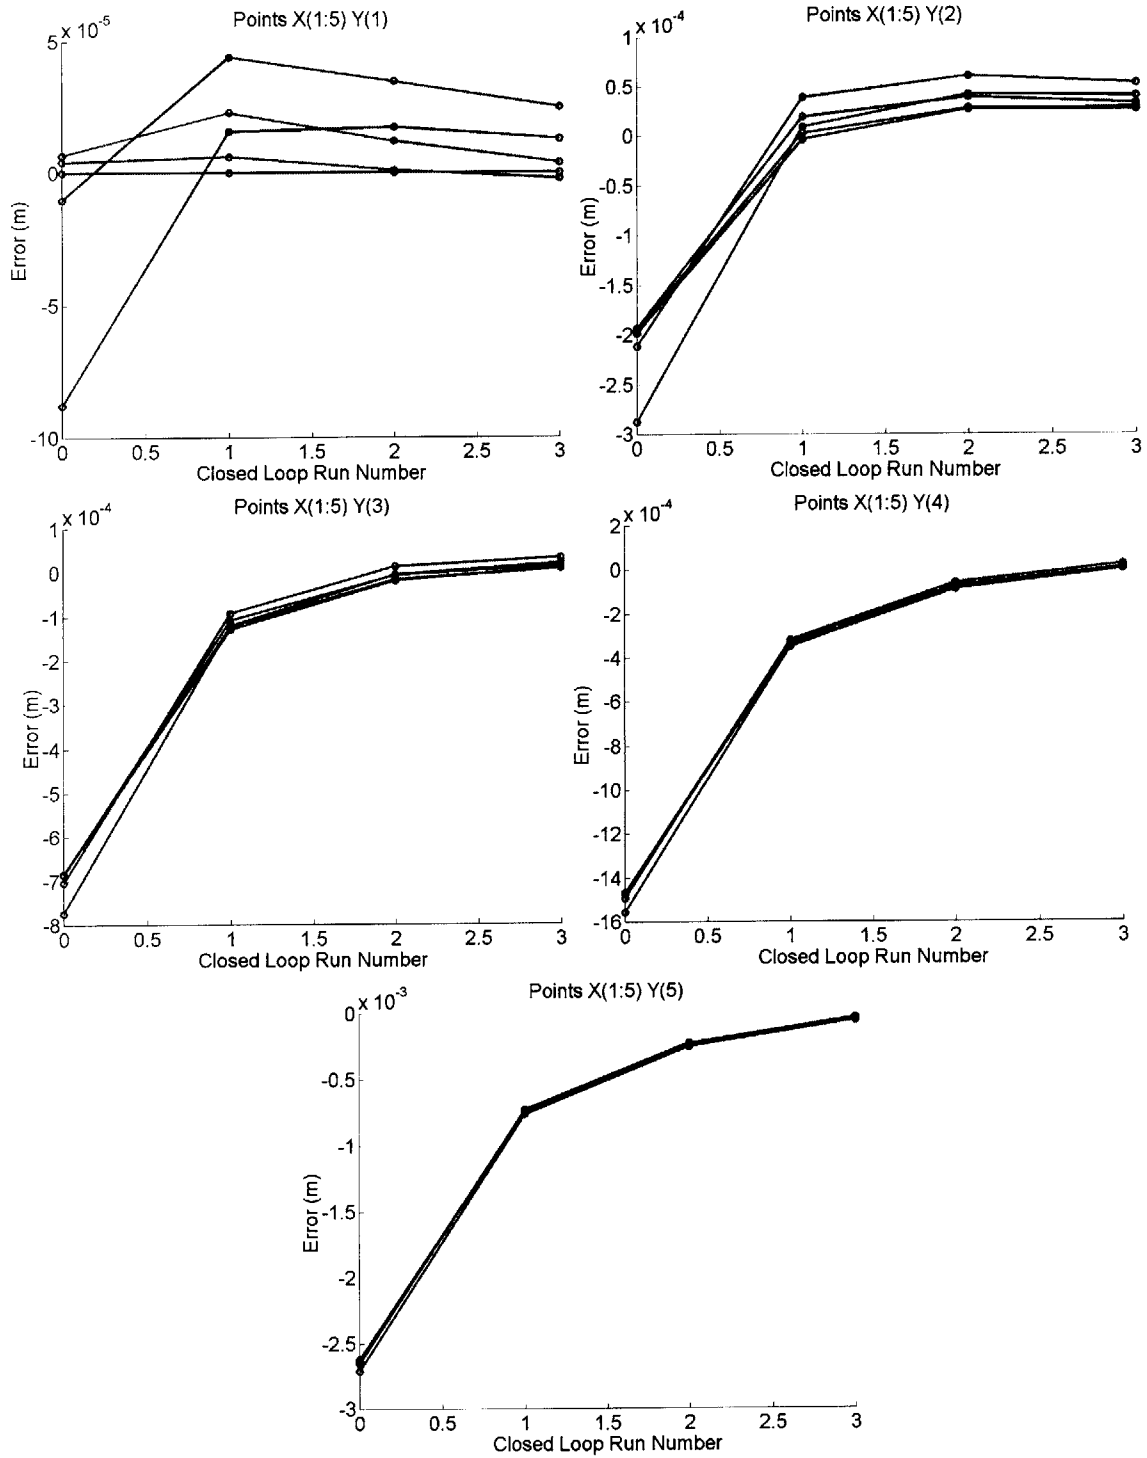 Points X(1:5) Y(1)
5 x 10^-5
0
-5
-10
Error (m)
0 0.5 1 1.5 2 2.5 3
Closed Loop Run Number
Points X(1:5) Y(2)
1 x 10^-4
0.5
0
-0.5
-1
-1.5
-2
-2.5
-3
Error (m)
0 0.5 1 1.5 2 2.5 3
Closed Loop Run Number
Points X(1:5) Y(3)
1 x 10^-4
0
-1
-2
-3
-4
-5
-6
-7
-8
Error (m)
0 0.5 1 1.5 2 2.5 3
Closed Loop Run Number
Points X(1:5) Y(4)
2 x 10^-4
0
-2
-4
-6
-8
-10
-12
-14
-16
Error (m)
0 0.5 1 1.5 2 2.5 3
Closed Loop Run Number
Points X(1:5) Y(5)
0 x 10^-3
-0.5
-1
-1.5
-2
-2.5
-3
Error (m)
0 0.5 1 1.5 2 2.5 3
Closed Loop Run Number